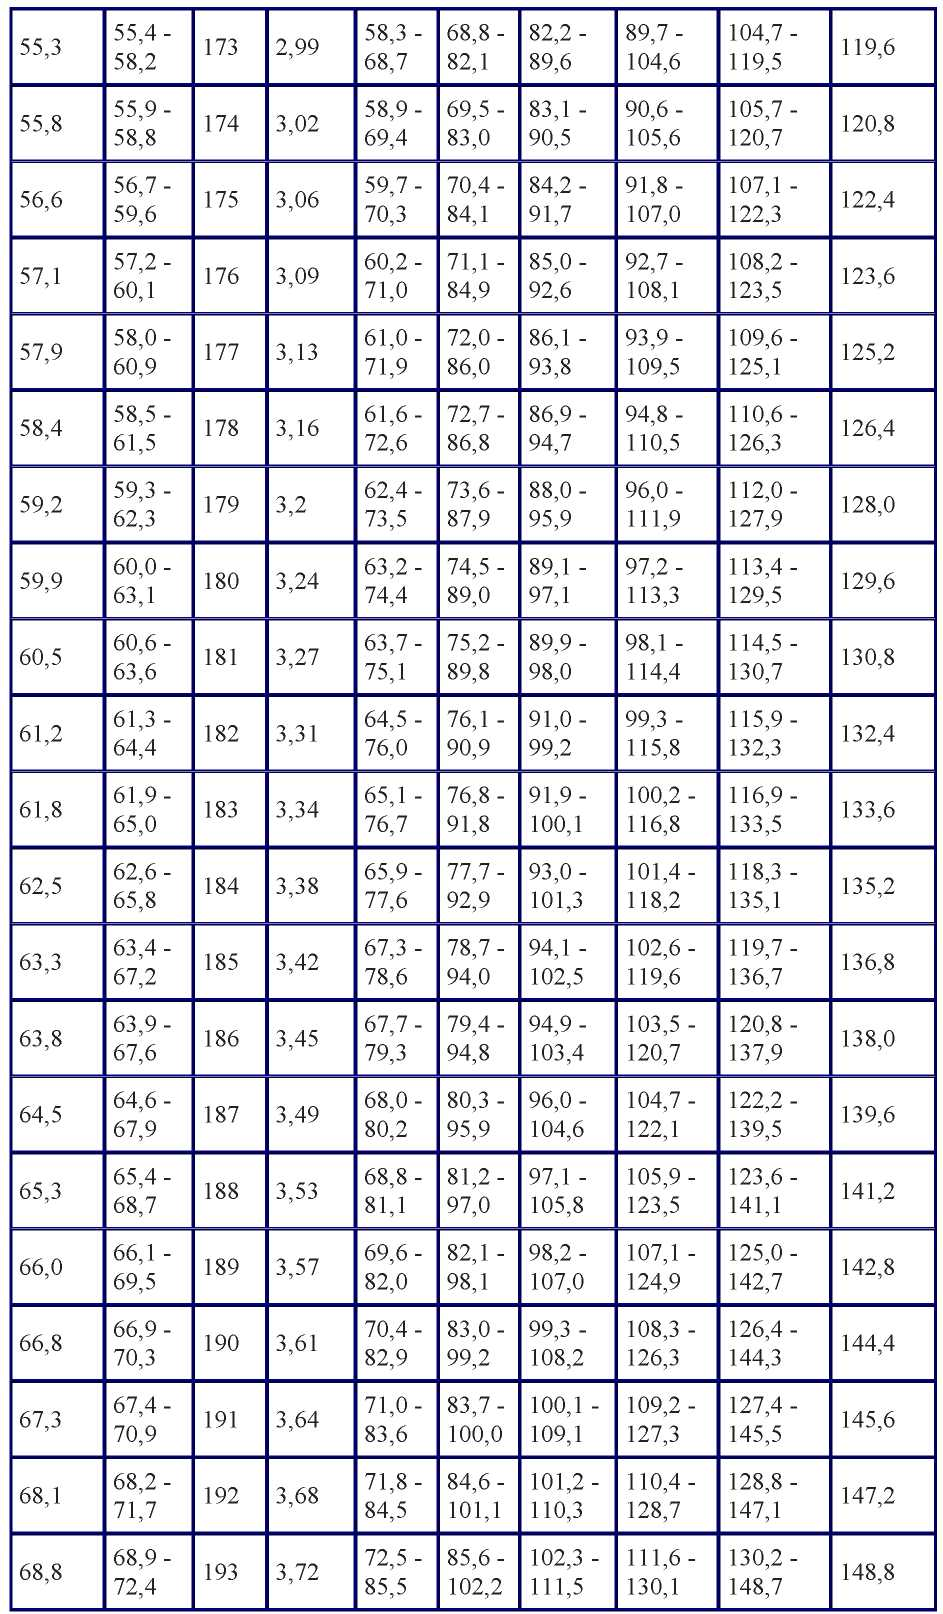 55,3 55,4 - 58,2 173 2,99 58,3 - 68,7 68,8 - 82,1 82,2 - 89,6 89,7 - 104,6 104,7 - 119,5 119,6
55,8 55,9 - 58,8 174 3,02 58,9 - 69,4 69,5 - 83,0 83,1 - 90,5 90,6 - 105,6 105,7 - 120,7 120,8
56,6 56,7 - 59,6 175 3,06 59,7 - 70,3 70,4 - 84,1 84,2 - 91,7 91,8 - 107,0 107,1 - 122,3 122,4
57,1 57,2 - 60,1 176 3,09 60,2 - 71,0 71,1 - 84,9 85,0 - 92,6 92,7 - 108,1 108,2 - 123,5 123,6
57,9 58,0 - 60,9 177 3,13 61,0 - 71,9 72,0 - 86,0 86,1 - 93,8 93,9 - 109,5 109,6 - 125,1 125,2
58,4 58,5 - 61,5 178 3,16 61,6 - 72,6 72,7 - 86,8 86,9 - 94,7 94,8 - 110,5 110,6 - 126,3 126,4
59,2 59,3 - 62,3 179 3,2 62,4 - 73,5 73,6 - 87,9 88,0 - 95,9 96,0 - 111,9 112,0 - 127,9 128,0
59,9 60,0 - 63,1 180 3,24 63,2 - 74,4 74,5 - 89,0 89,1 - 97,1 97,2 - 113,3 113,4 - 129,5 129,6
60,5 60,6 - 63,6 181 3,27 63,7 - 75,1 75,2 - 89,8 89,9 - 98,0 98,1 - 114,4 114,5 - 130,7 130,8
61,2 61,3 - 64,4 182 3,31 64,5 - 76,0 76,1 - 90,9 91,0 - 99,2 99,3 - 115,8 115,9 - 132,3 132,4
61,8 61,9 - 65,0 183 3,34 65,1 - 76,7 76,8 - 91,8 91,9 - 100,1 100,2 - 116,8 116,9 - 133,5 133,6
62,5 62,6 - 65,8 184 3,38 65,9 - 77,6 77,7 - 92,9 93,0 - 101,3 101,4 - 118,2 118,3 - 135,1 135,2
63,3 63,4 - 67,2 185 3,42 67,3 - 78,6 78,7 - 94,0 94,1 - 102,5 102,6 - 119,6 119,7 - 136,7 136,8
63,8 63,9 - 67,6 186 3,45 67,7 - 79,3 79,4 - 94,8 94,9 - 103,4 103,5 - 120,7 120,8 - 137,9 138,0
64,5 64,6 - 67,9 187 3,49 68,0 - 80,2 80,3 - 95,9 96,0 - 104,6 104,7 - 122,1 122,2 - 139,5 139,6
65,3 65,4 - 68,7 188 3,53 68,8 - 81,1 81,2 - 97,0 97,1 - 105,8 105,9 - 123,5 123,6 - 141,1 141,2
66,0 66,1 - 69,5 189 3,57 69,6 - 82,0 82,1 - 98,1 98,2 - 107,0 107,1 - 124,9 125,0 - 142,7 142,8
66,8 66,9 - 70,3 190 3,61 70,4 - 82,9 83,0 - 99,2 99,3 - 108,2 108,3 - 126,3 126,4 - 144,3 144,4
67,3 67,4 - 70,9 191 3,64 71,0 - 83,6 83,7 - 100,0 100,1 - 109,1 109,2 - 127,3 127,4 - 145,5 145,6
68,1 68,2 - 71,7 192 3,68 71,8 - 84,5 84,6 - 101,1 101,2 - 110,3 110,4 - 128,7 128,8 - 147,1 147,2
68,8 68,9 - 72,4 193 3,72 72,5 - 85,5 85,6 - 102,2 102,3 - 111,5 111,6 - 130,1 130,2 - 148,7 148,8